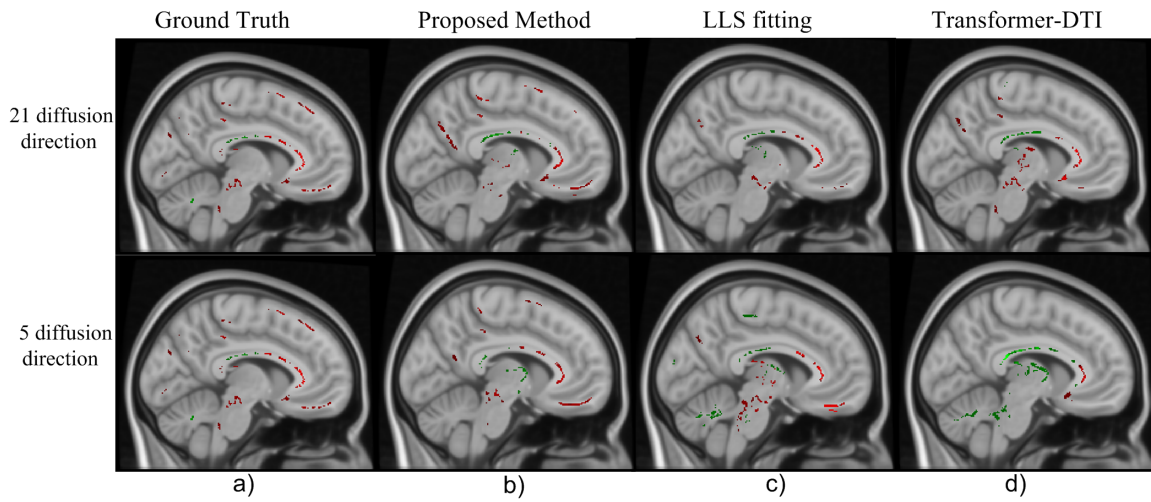 Ground Truth
Proposed Method
LLS fitting
Transformer-DTI
21 diffusion
direction
5 diffusion
direction
a)
b)
c)
d)